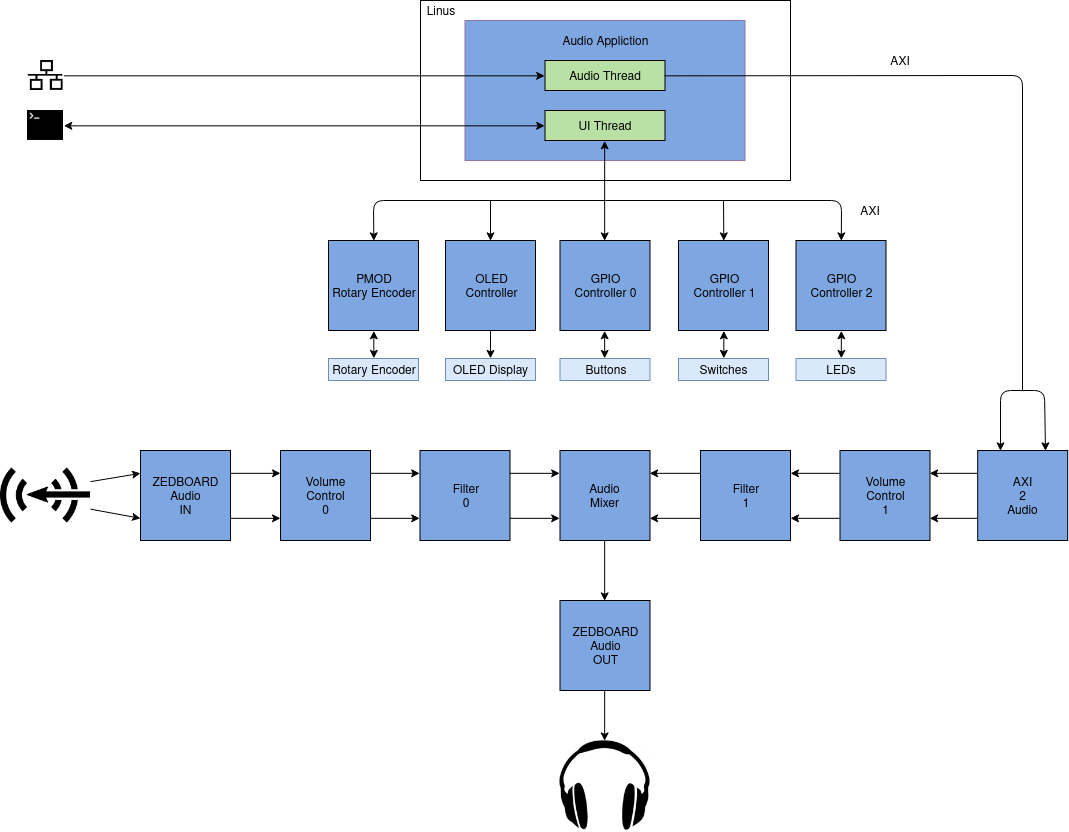 Linus
Audio Appliction
Audio Thread
AXI
>_
UI Thread
AXI
PMOD
Rotary Encoder
OLED
Controller
GPIO
Controller 0
GPIO
Controller 1
GPIO
Controller 2
Rotary Encoder
OLED Display
Buttons
Switches
LEDs
ZEDBOARD
Audio
IN
Volume
Control
0
Filter
0
Audio
Mixer
Filter
1
Volume
Control
1
AXI
2
Audio
ZEDBOARD
Audio
OUT